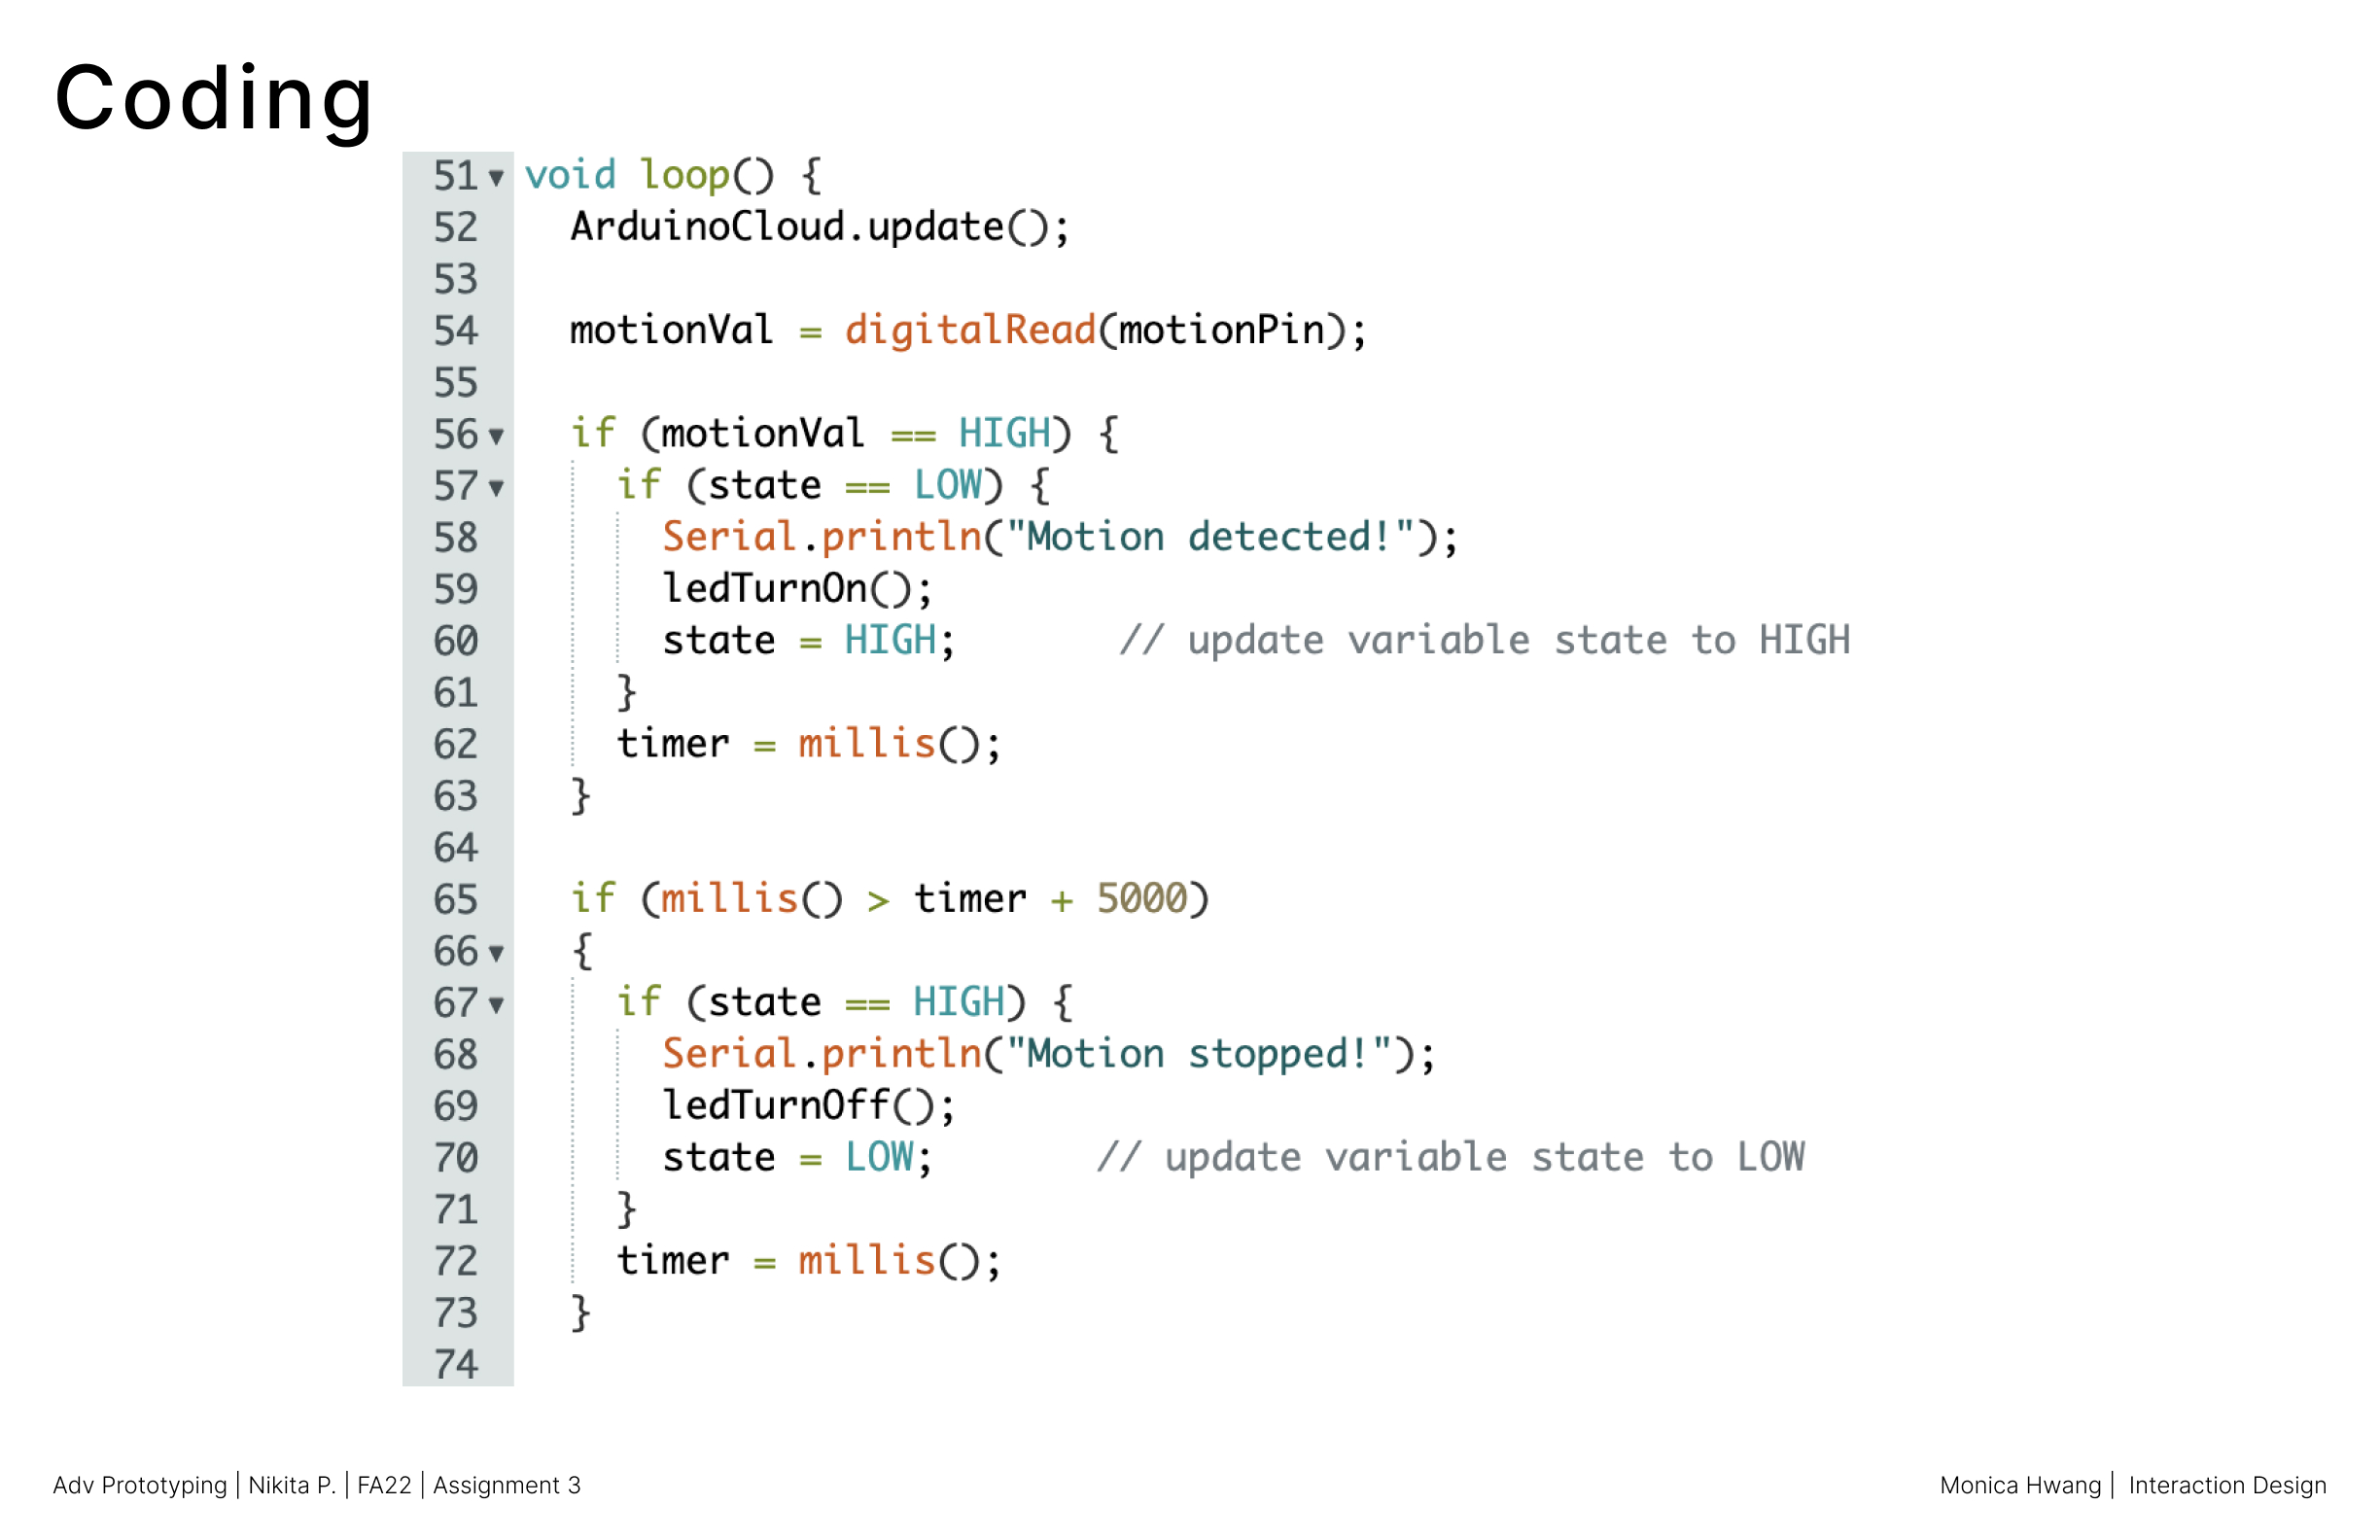 Coding
51 void loop() {
52 ArduinoCloud.update();
53
54 motionVal = digitalRead(motionPin);
55
56 if (motionVal == HIGH) {
57 if (state == LOW) {
58 Serial.println("Motion detected!");
59 ledTurnOn();
60 state = HIGH; // update variable state to HIGH
61 }
62 timer = millis();
63 }
64
65 if (millis() > timer + 5000)
66 {
67 if (state == HIGH) {
68 Serial.println("Motion stopped!");
69 ledTurnOff();
70 state = LOW; // update variable state to LOW
71 }
72 timer = millis();
73 }
74
Adv Prototyping | Nikita P. | FA22 | Assignment 3
Monica Hwang | Interaction Design